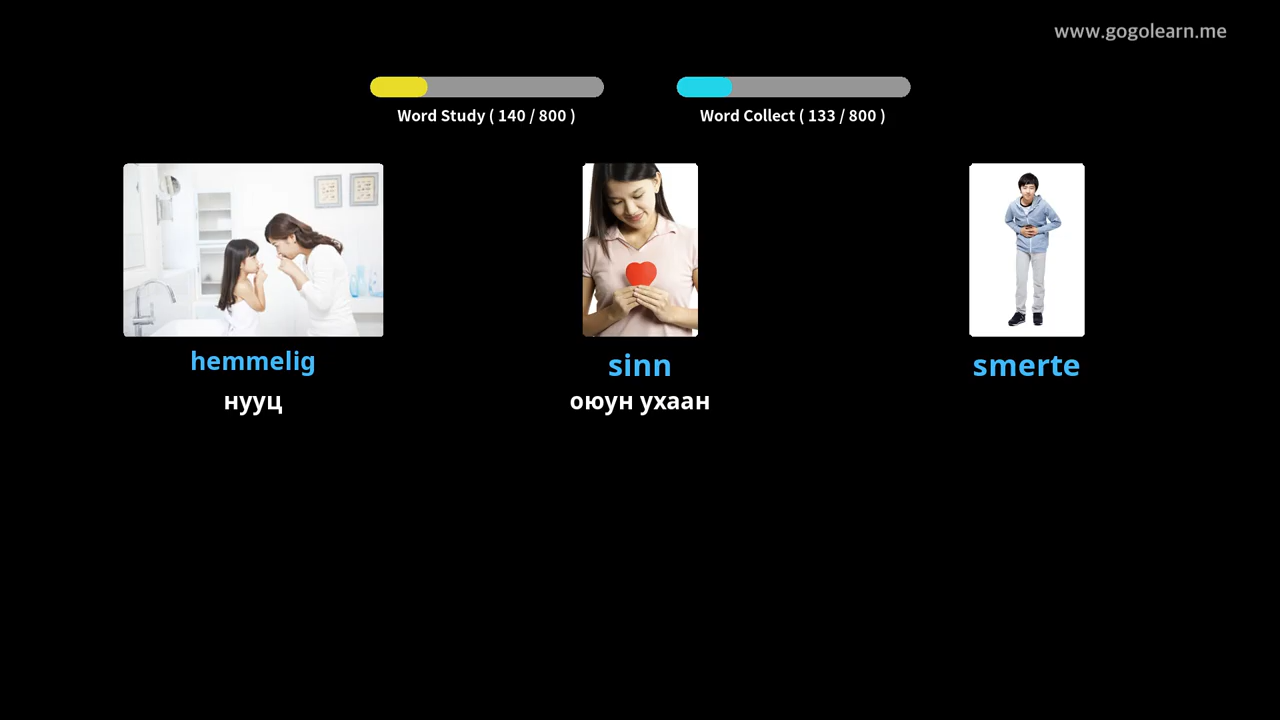 www.gogolearn.me
Word Study ( 140 / 800 )
Word Collect ( 133 / 800 )
hemmelig
sinn
smerte
нууц
оюун ухаан